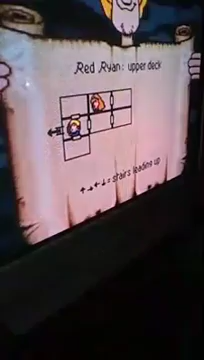 Red Ryan: upper deck
↑→←↓= stairs leading up